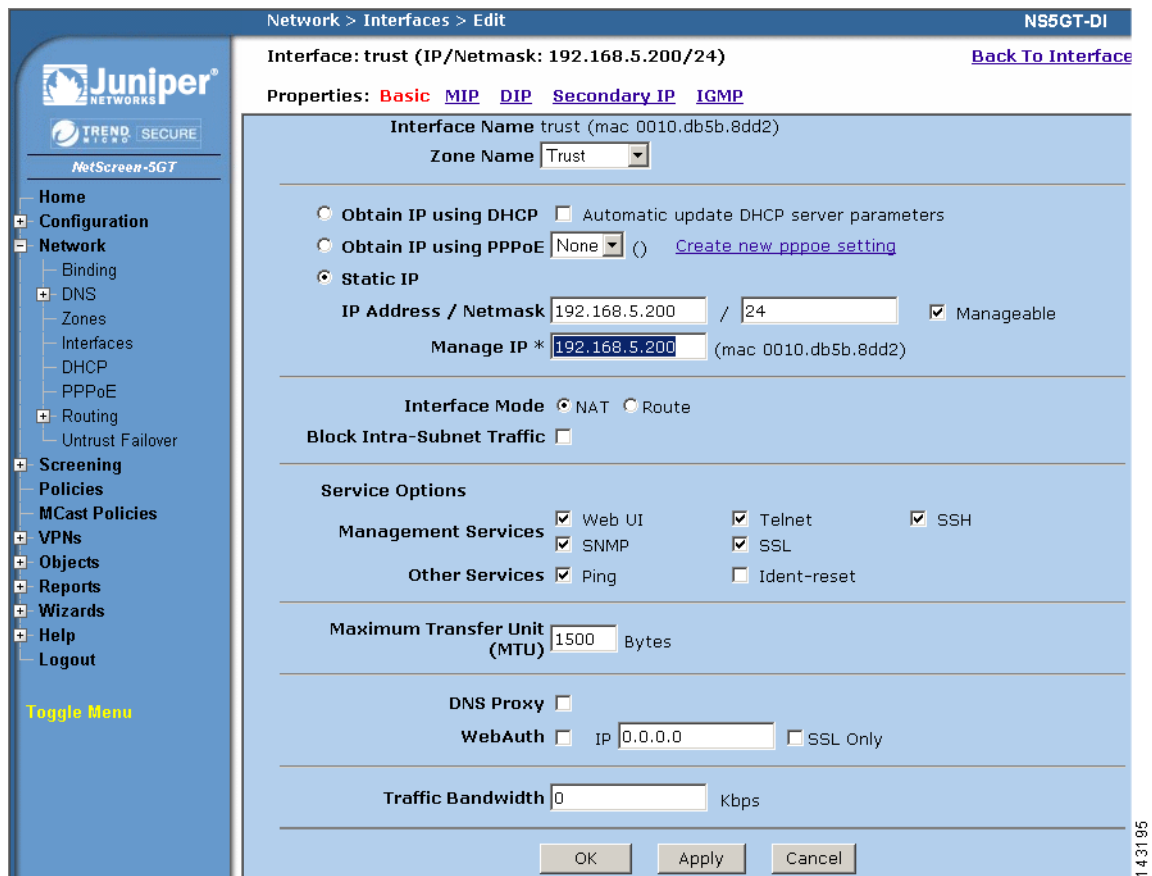 Network > Interfaces > Edit NS5GT-DI
Juniper®
NETWORKS
TREND MICRO SECURE
NetScreen-5GT
Home
Configuration
Network
Binding
DNS
Zones
Interfaces
DHCP
PPPoE
Routing
Untrust Failover
Screening
Policies
MCast Policies
VPNs
Objects
Reports
Wizards
Help
Logout
Toggle Menu
Interface: trust (IP/Netmask: 192.168.5.200/24) Back To Interface
Properties: Basic MIP DIP Secondary IP IGMP
Interface Name trust (mac 0010.db5b.8dd2)
Zone Name Trust
Obtain IP using DHCP Automatic update DHCP server parameters
Obtain IP using PPPoE None () Create new pppoe setting
Static IP
IP Address / Netmask 192.168.5.200 / 24 Manageable
Manage IP * 192.168.5.200 (mac 0010.db5b.8dd2)
Interface Mode NAT Route
Block Intra-Subnet Traffic
Service Options
Management Services Web UI Telnet SSH
SNMP SSL
Other Services Ping Ident-reset
Maximum Transfer Unit
(MTU) 1500 Bytes
DNS Proxy
WebAuth IP 0.0.0.0 SSL Only
Traffic Bandwidth 0 Kbps
OK Apply Cancel
143195